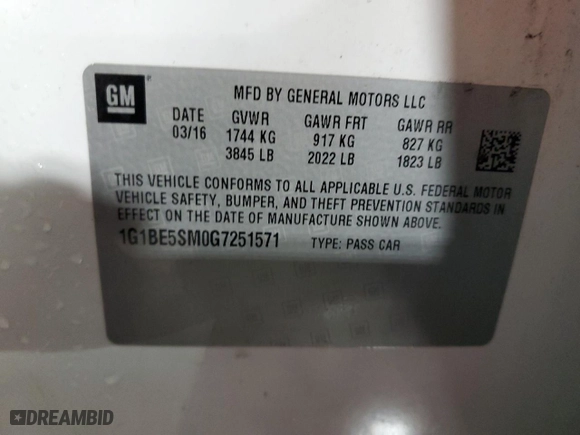 GM
MFD BY GENERAL MOTORS LLC
DATE GVWR GAWR FRT GAWR RR
03/16 1744 KG 917 KG 827 KG
3845 LB 2022 LB 1823 LB
THIS VEHICLE CONFORMS TO ALL APPLICABLE U.S. FEDERAL MOTOR
VEHICLE SAFETY, BUMPER, AND THEFT PREVENTION STANDARDS IN
EFFECT ON THE DATE OF MANUFACTURE SHOWN ABOVE.
1G1BE5SM0G7251571 TYPE: PASS CAR
DREAMBID